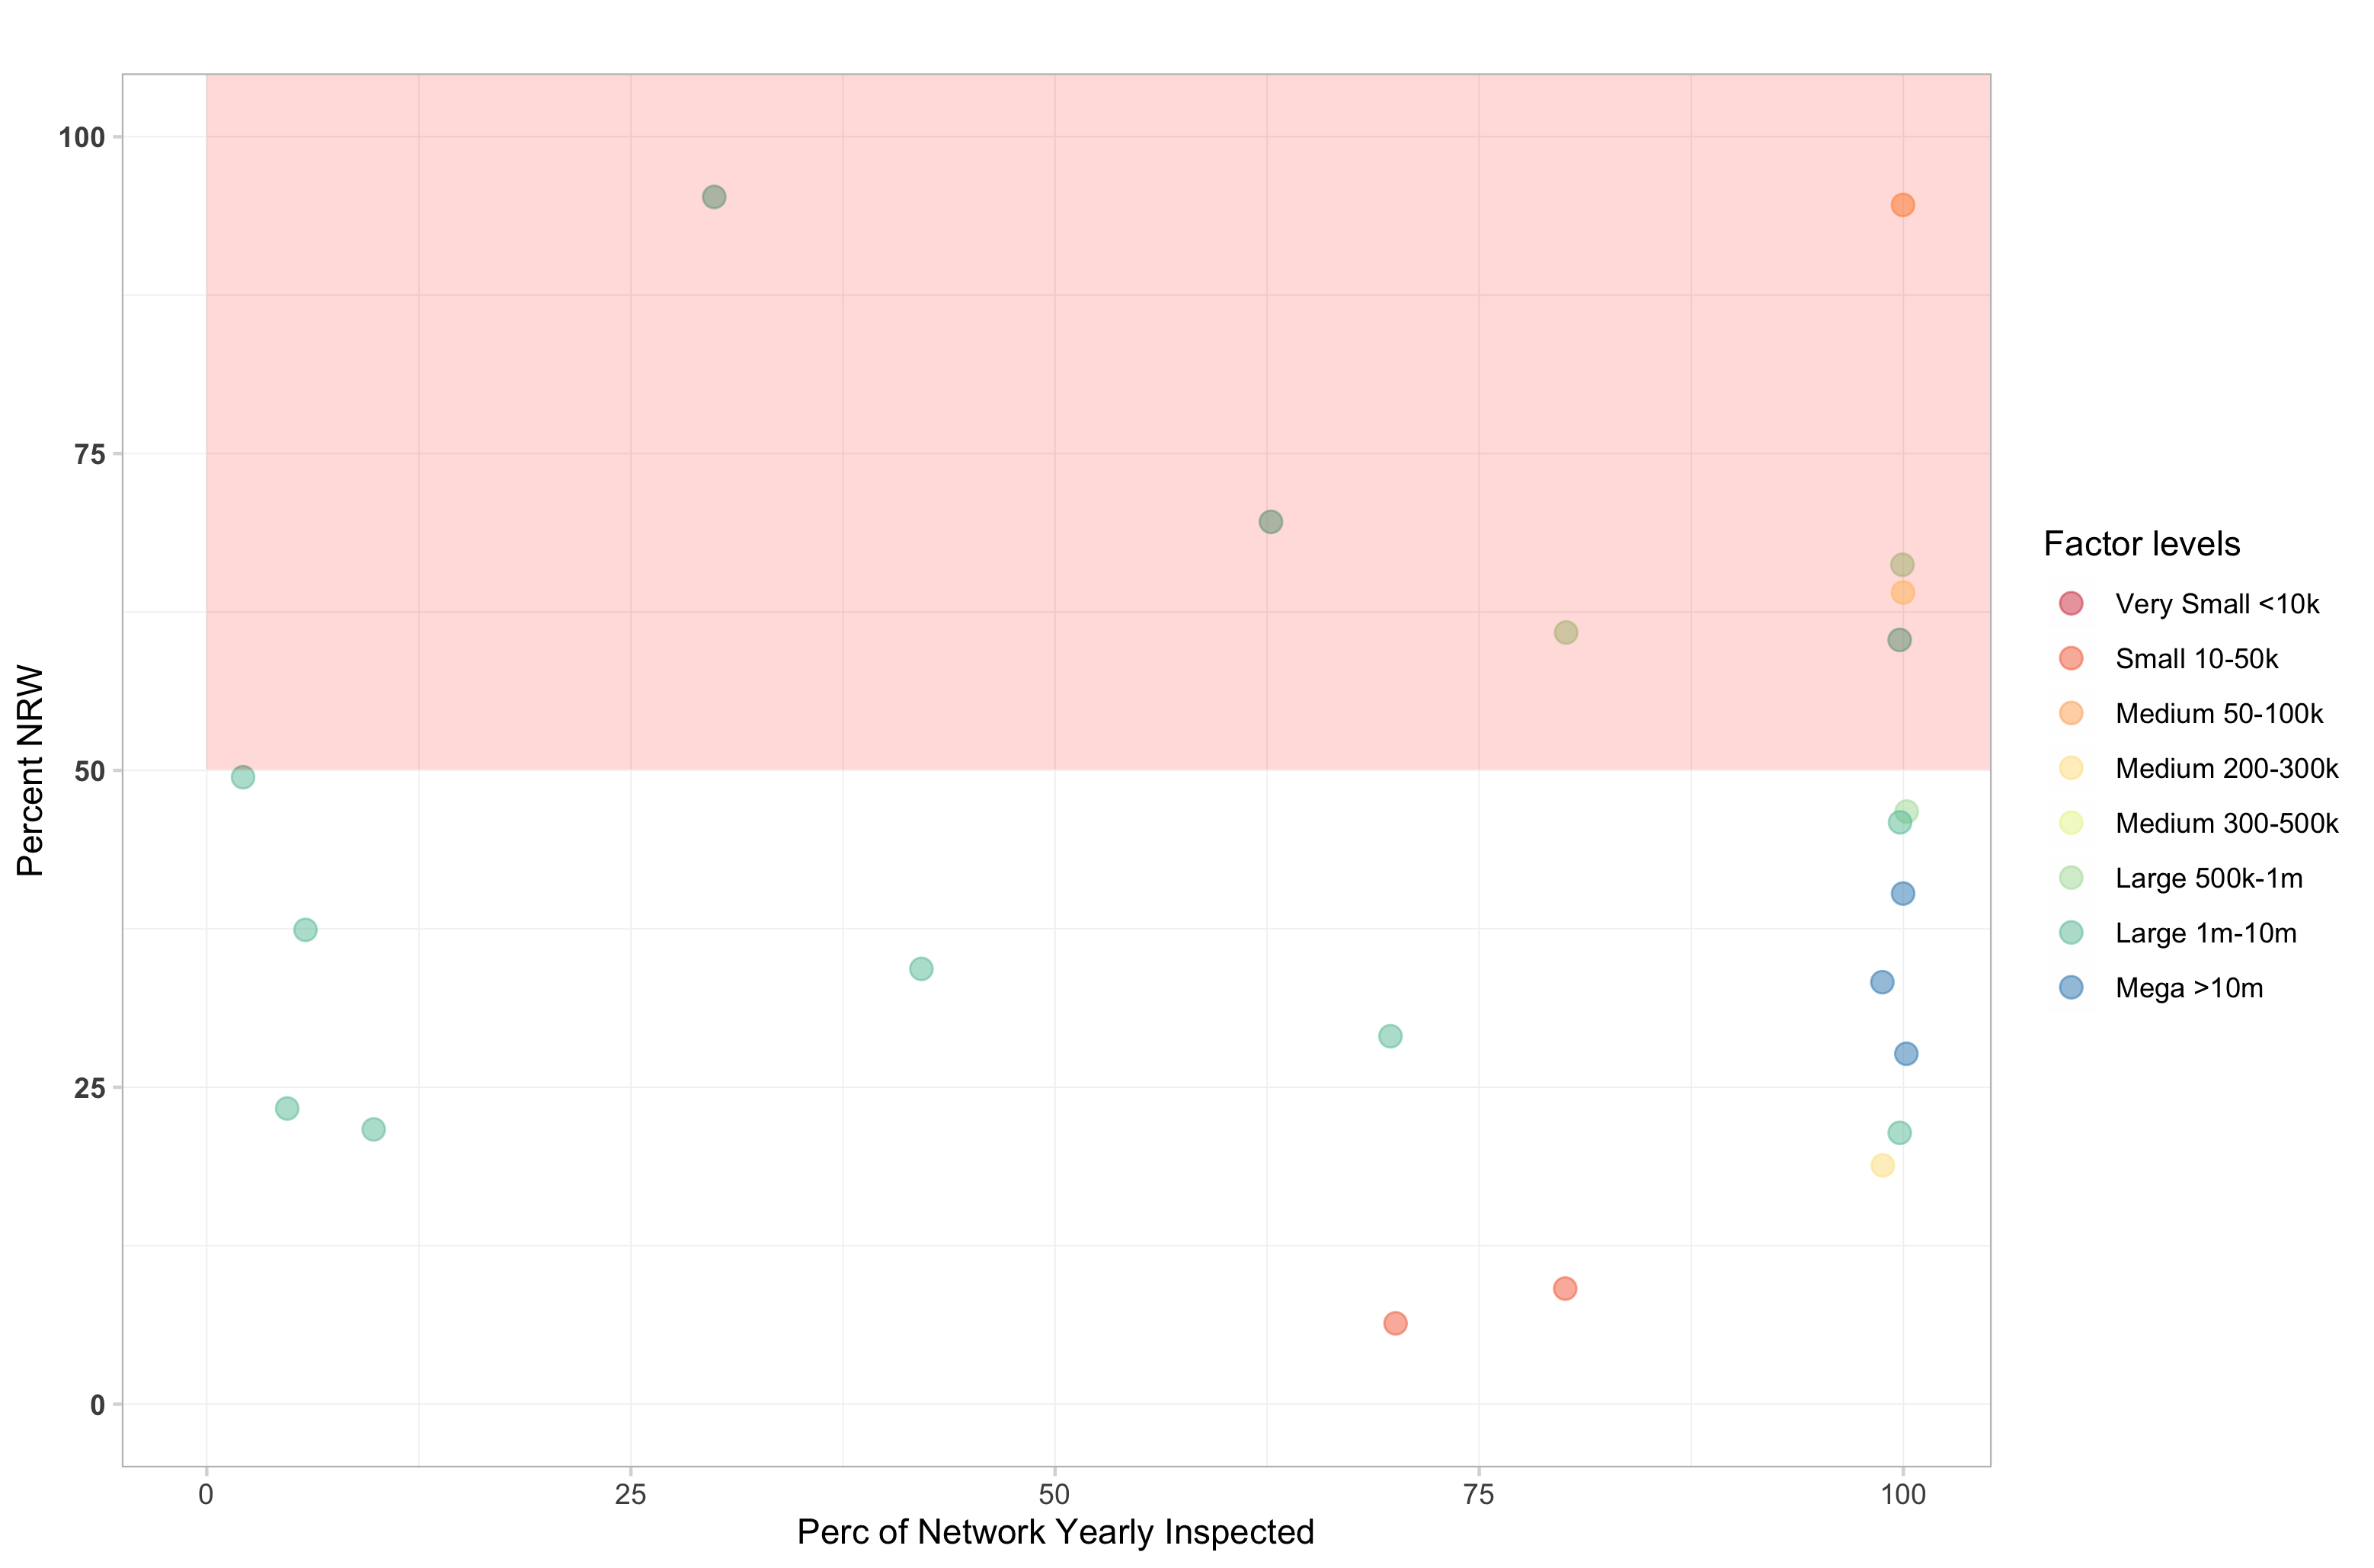 100
75
50
25
0
Percent NRW
0
25
50
75
100
Perc of Network Yearly Inspected
Factor levels
Very Small <10k
Small 10-50k
Medium 50-100k
Medium 200-300k
Medium 300-500k
Large 500k-1m
Large 1m-10m
Mega >10m